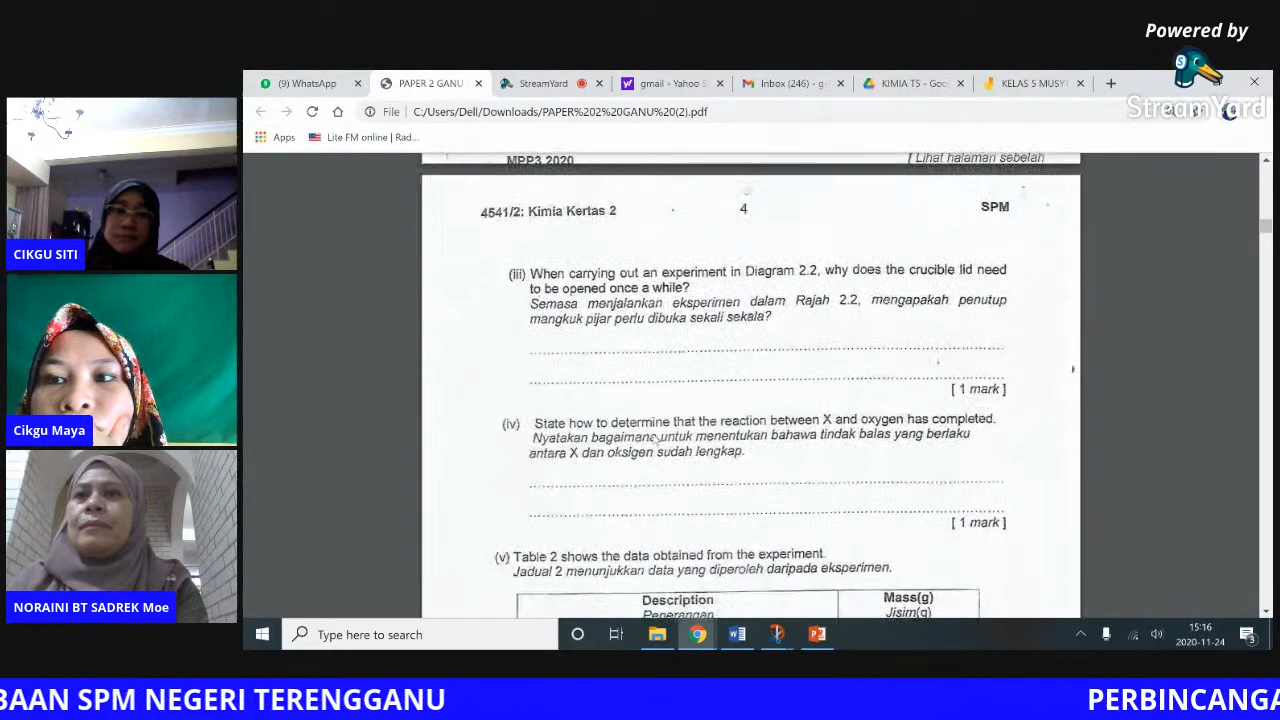 Powered by
StreamYard
(9) WhatsApp
PAPER 2 GANU
StreamYard
gmail - Yahoo S
Inbox (246) - g
KIMIA T5 - Goo
KELAS 5 MUSY
File
C:/Users/Dell/Downloads/PAPER%202%20GANU%20(2).pdf
Apps
Lite FM online | Rad...
MPP3 2020
[ Lihat halaman sebelah
4541/2: Kimia Kertas 2
4
SPM
(iii) When carrying out an experiment in Diagram 2.2, why does the crucible lid need
to be opened once a while?
Semasa menjalankan eksperimen dalam Rajah 2.2, mengapakah penutup
mangkuk pijar perlu dibuka sekali sekala?
[ 1 mark ]
(iv) State how to determine that the reaction between X and oxygen has completed.
Nyatakan bagaimana untuk menentukan bahawa tindak balas yang berlaku
antara X dan oksigen sudah lengkap.
[ 1 mark ]
(v) Table 2 shows the data obtained from the experiment.
Jadual 2 menunjukkan data yang diperoleh daripada eksperimen.
Description
Mass(g)
Penerangan
Jisim(g)
CIKGU SITI
Cikgu Maya
NORAINI BT SADREK Moe
Type here to search
15:16
2020-11-24
3
BAAN SPM NEGERI TERENGGANU
PERBINCANGA